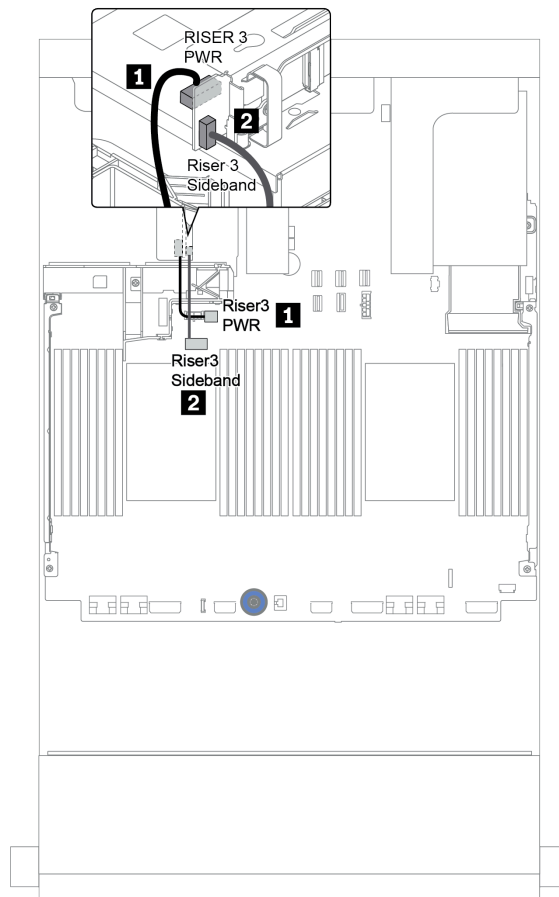 RISER 3
PWR
1
2
Riser 3
Sideband
Riser3
PWR
1
Riser3
Sideband
2